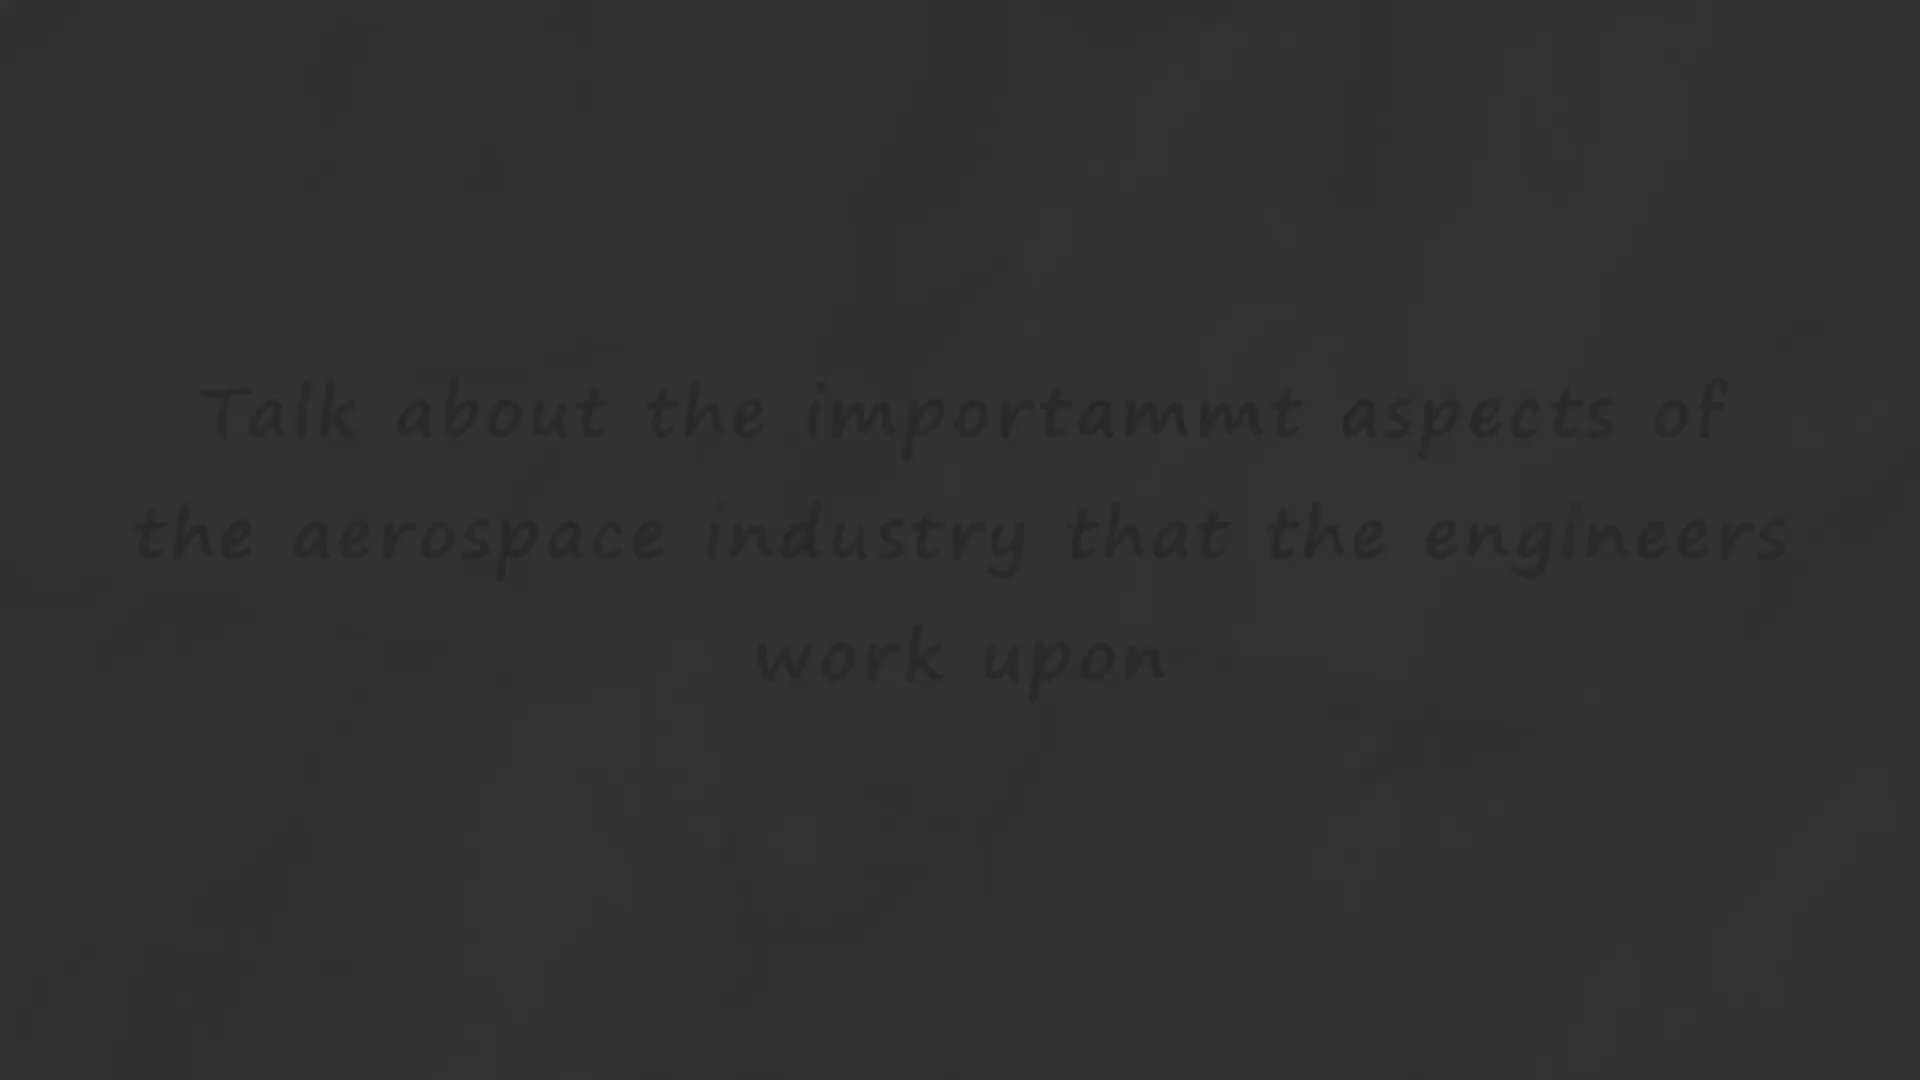 Talk about the importammt aspects of
the aerospace industry that the engineers
work upon